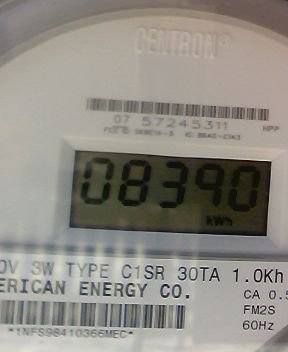 CENTRON®
07 57245311
HPP
08390
kWh
0V 3W TYPE C1SR 30TA 1.0Kh
ERICAN ENERGY CO.
CA 0.5
FM2S
60Hz
*1NFS98410366MEC*